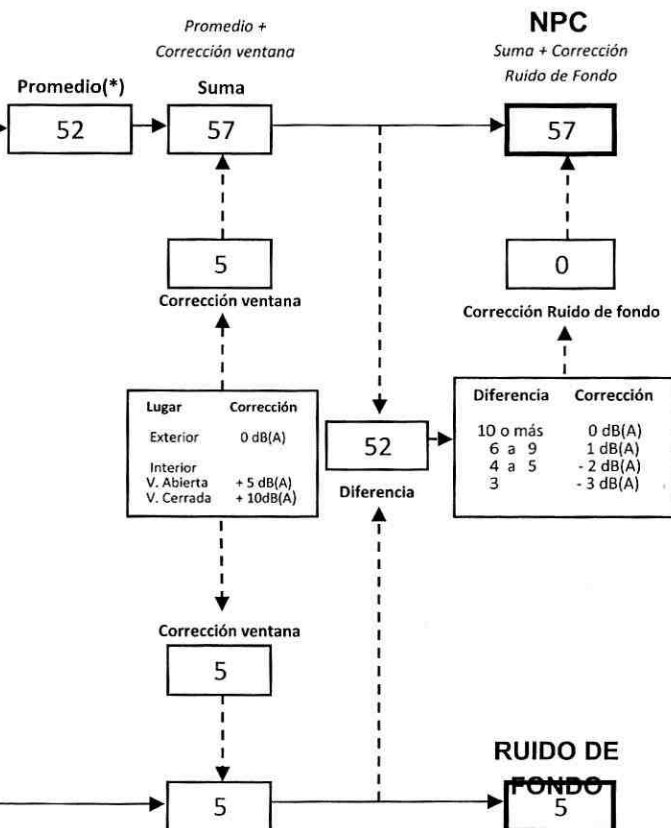 Promedio +
Corrección ventana
NPC
Suma + Corrección
Ruido de Fondo
Promedio(*)
Suma
52
57
57
5
0
Corrección ventana
Corrección Ruido de fondo
Lugar Corrección
Exterior 0 dB(A)
Interior
V. Abierta + 5 dB(A)
V. Cerrada + 10dB(A)
52
Diferencia
Diferencia Corrección
10 o más 0 dB(A)
6 a 9 1 dB(A)
4 a 5 - 2 dB(A)
3 - 3 dB(A)
Corrección ventana
5
RUIDO DE
FONDO
5
5